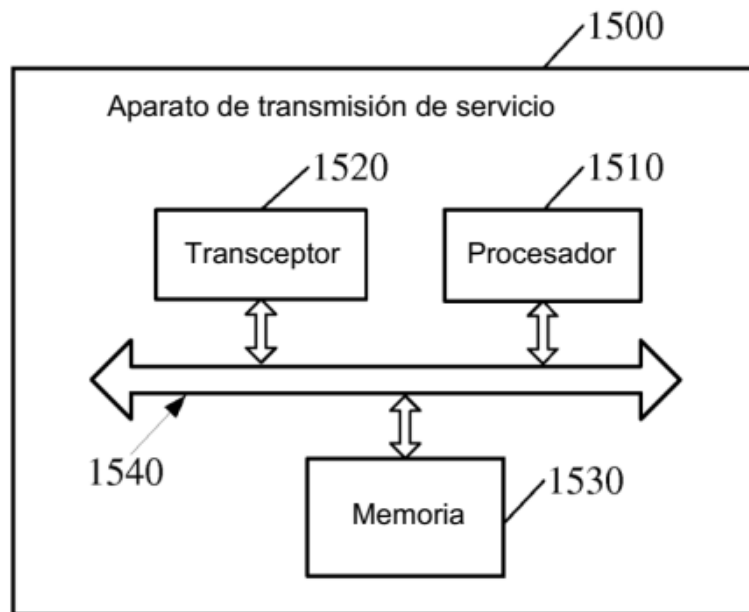 1500
Aparato de transmisión de servicio
1520
1510
Transceptor
Procesador
1540
1530
Memoria